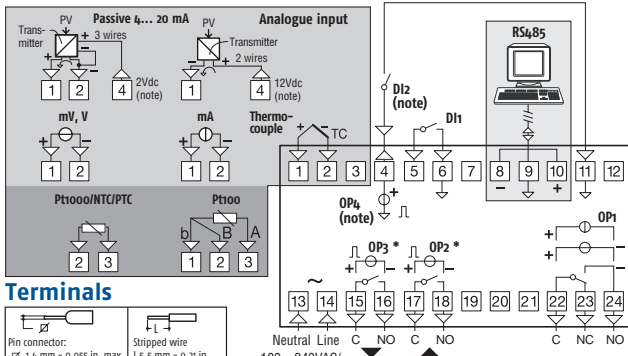 Passive 4... 20 mA
Analogue input
PV
Trans-
mitter
3 wires
+
+
−
1 2 4
2Vdc
(note)
PV
Transmitter
2 wires
+
−
1 2 4
12Vdc
(note)
mV, V
+ −
1 2
mA
+ −
1 2
Thermo-
couple
+ − TC
DI2
(note)
DI1
RS485
1 2 3 4 5 6 7 8 9 10 11 12
− +
Pt1000/NTC/PTC
2 3
Pt100
b B A
1 2 3
OP4
(note)
+
OP3 *
+ −
OP2 *
+ −
OP1
+ −
+ −
~
13 14 15 16 17 18 19 20 21 22 23 24
Neutral Line C NO C NO C NC NO
Terminals
Pin connector:
L
Stripped wire